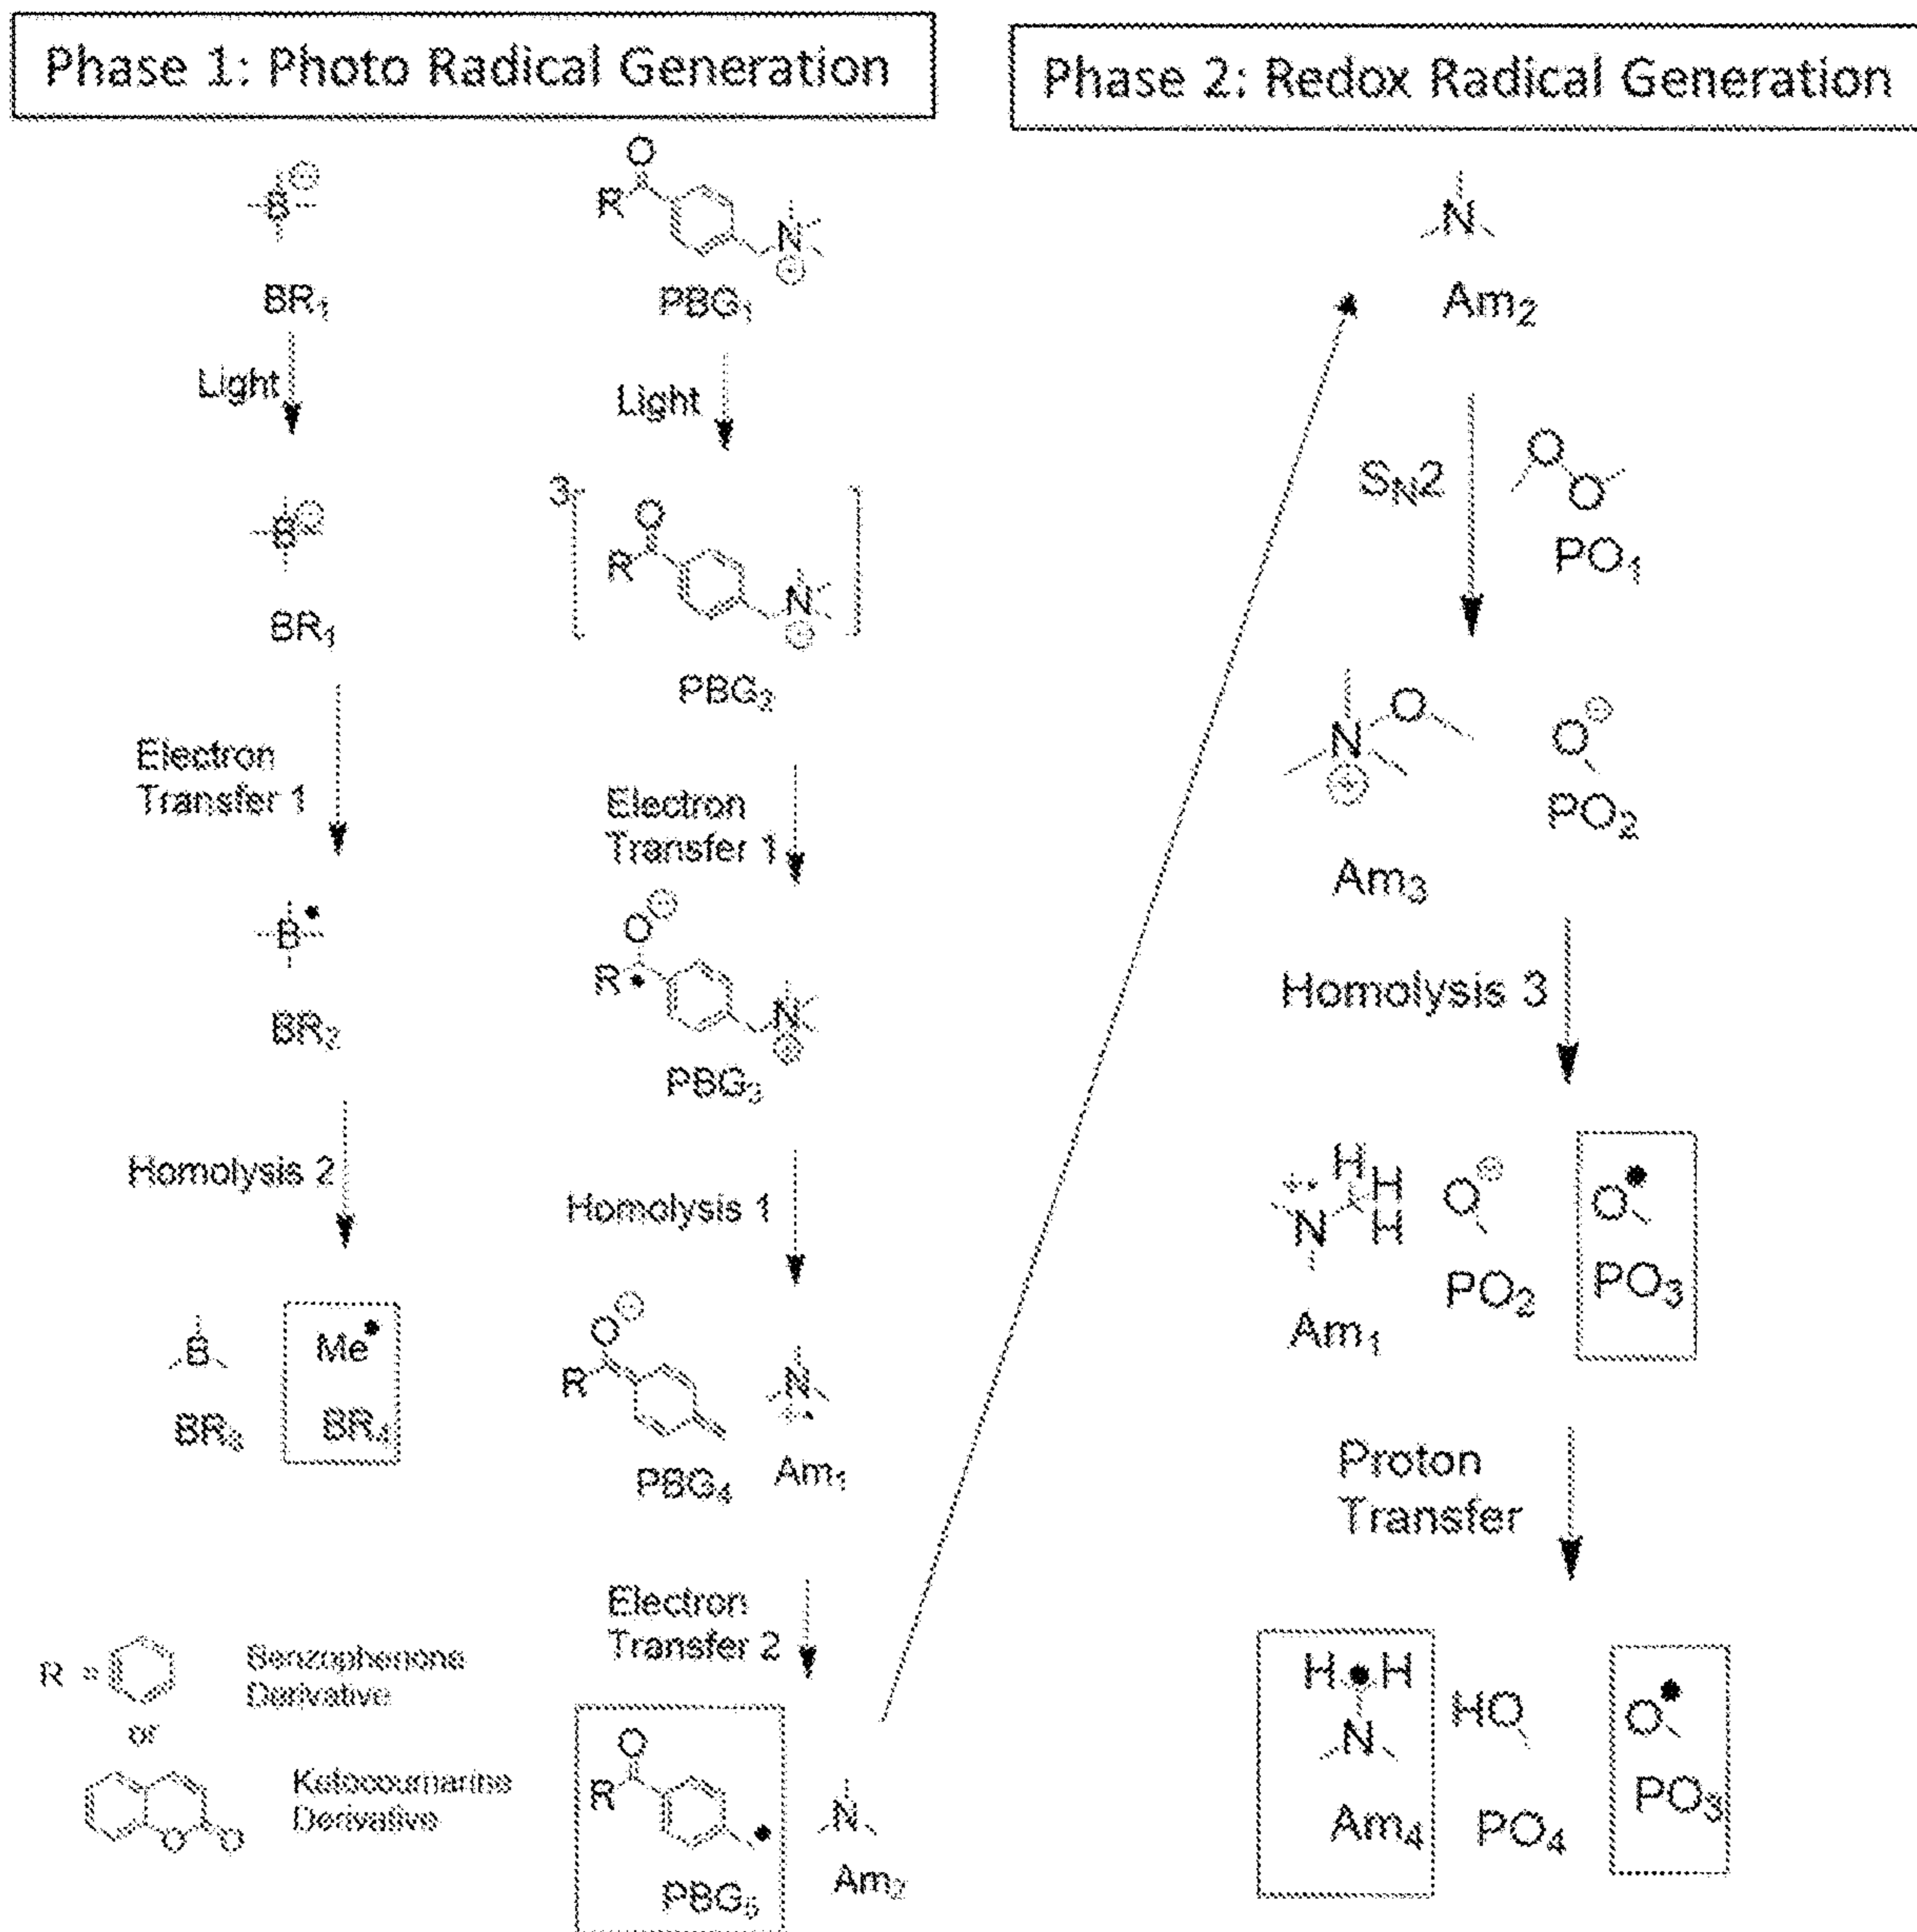 Phase 1: Photo Radical Generation
B⊖
BR₁
Light
B⊖
BR₁
Electron
Transfer 1
B•
BR₂
Homolysis 2
B
BR₃
Me•
BR₄
O
R
N
⊕
PBG₁
Light
3
O
R
N
⊕
PBG₂
Electron
Transfer 1
O⊖
R
N
⊕
PBG₃
Homolysis 1
O⊖
R
PBG₄
N
+•
Am₁
Electron
Transfer 2
O
R
PBG₅
N
Am₂
R =
Benzophenone
Derivative
or
O O
Ketocoumarine
Derivative
Phase 2: Redox Radical Generation
N
Am₂
SN2
O
O
PO₁
N O
⊕
Am₃
O⊖
PO₂
Homolysis 3
+•
H
H
N H
Am₁
O⊖
PO₂
O•
PO₃
Proton
Transfer
H•H
N
Am₄
HO
PO₄
O•
PO₃